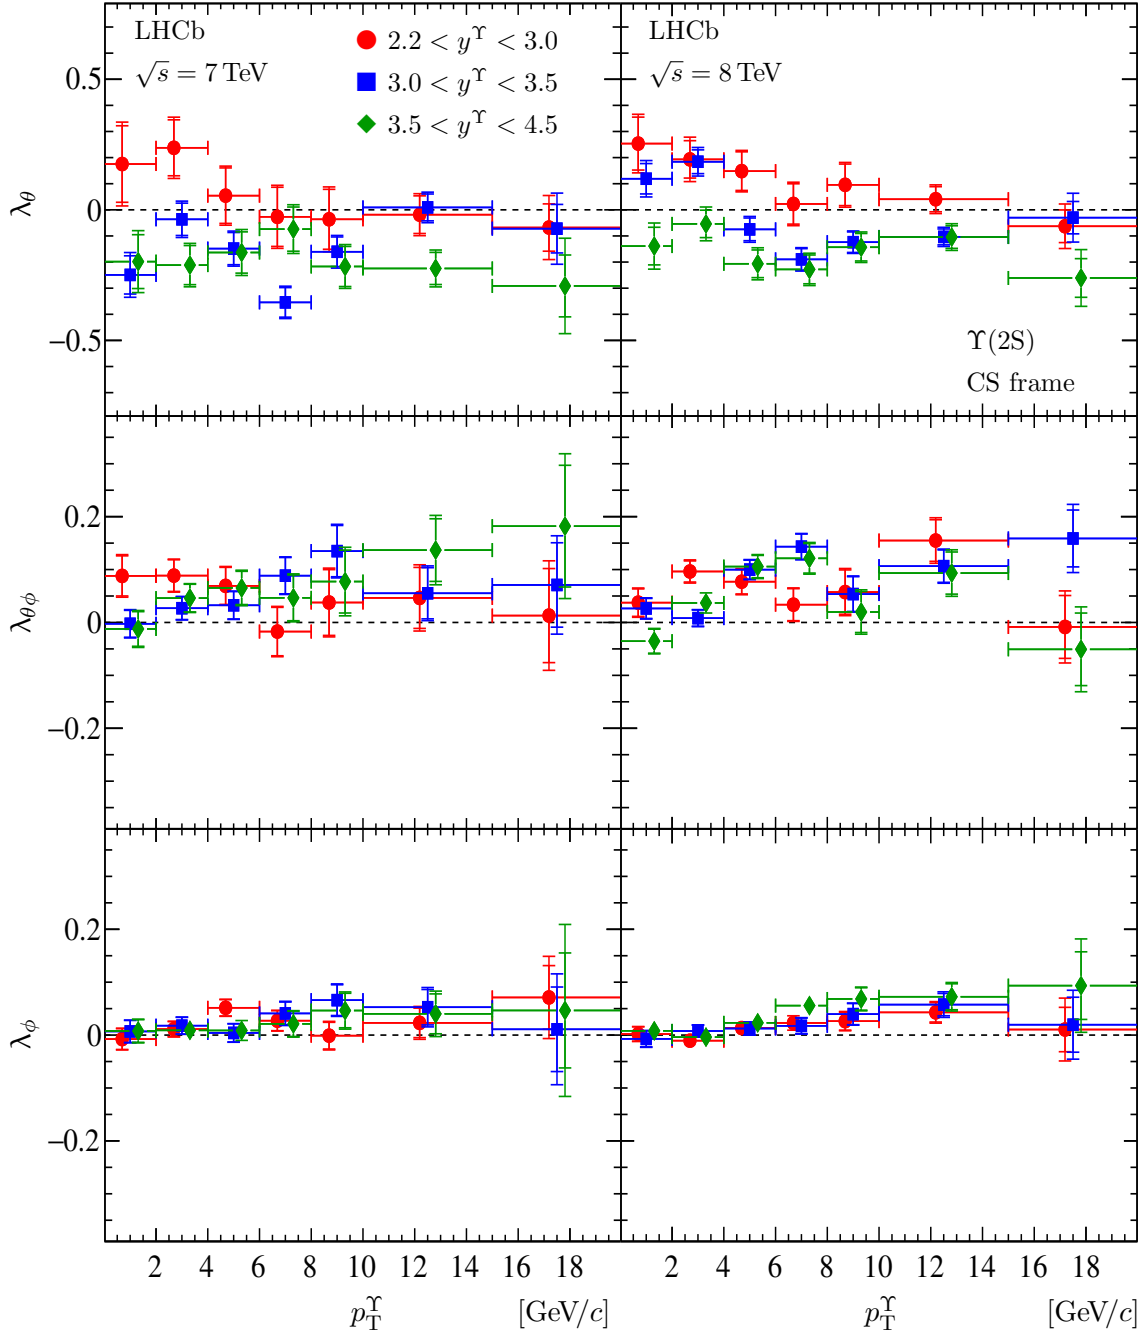 LHCb
√s = 7 TeV
2.2 < y^Υ < 3.0
3.0 < y^Υ < 3.5
3.5 < y^Υ < 4.5
LHCb
√s = 8 TeV
Υ(2S)
CS frame
λ_θ
0.5
0
−0.5
λ_θϕ
0.2
0
−0.2
λ_ϕ
0.2
0
−0.2
2 4 6 8 10 12 14 16 18 2 4 6 8 10 12 14 16 18
p_T^Υ [GeV/c] p_T^Υ [GeV/c]